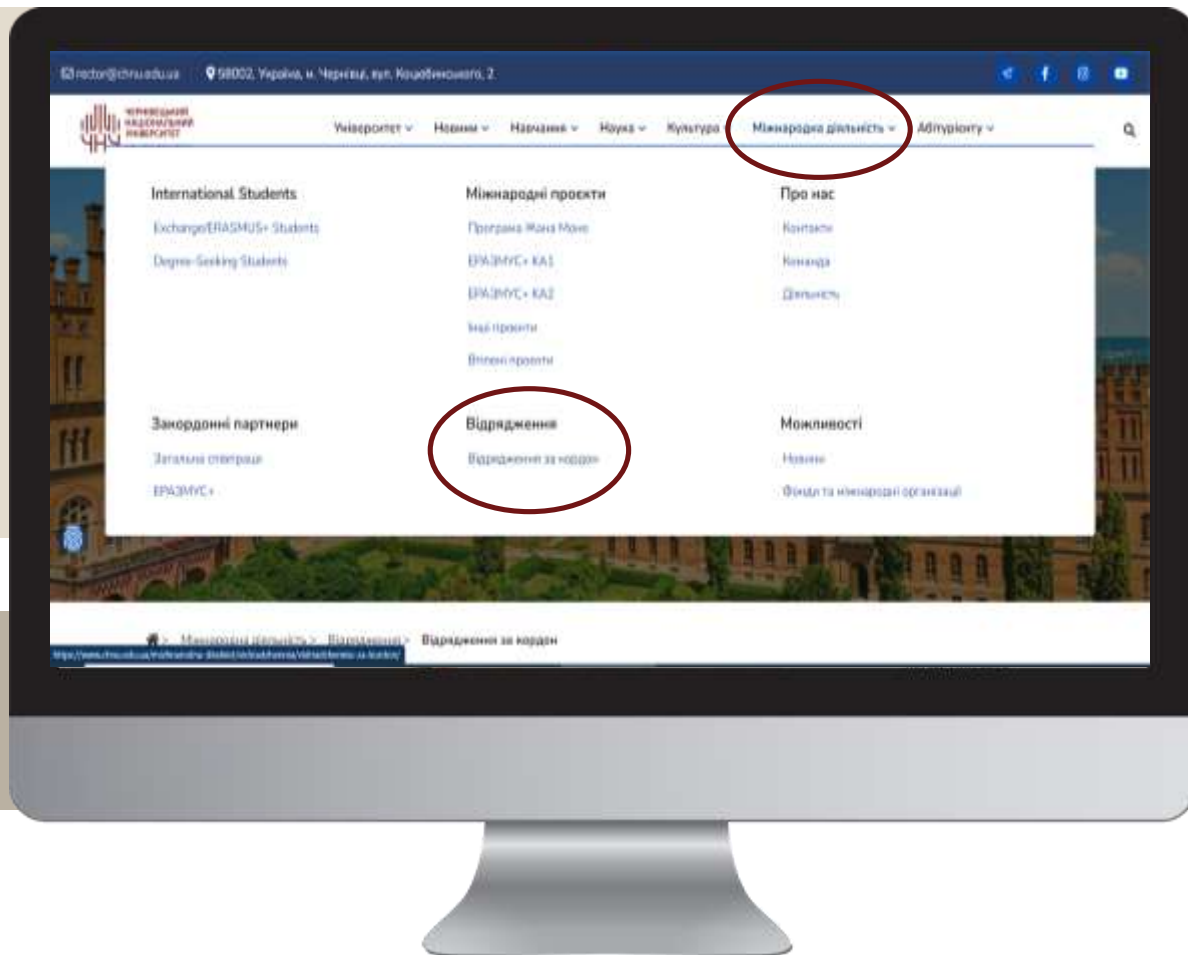 rector@chnu.edu.ua 58002, Україна, м. Чернівці, вул. Коцюбинського, 2
ЧЕРНІВЕЦЬКИЙ
НАЦІОНАЛЬНИЙ
УНІВЕРСИТЕТ
Університет Новини Навчання Наука Культура Міжнародна діяльність Абітурієнту
International Students Міжнародні проєкти Про нас
Exchange/ERASMUS+ Students Програма Жана Моне Контакти
Degree-Seeking Students ЕРАЗМУС+ КА1 Команда
ЕРАЗМУС+ КА2 Діяльність
Інші проєкти
Втілені проєкти
Закордонні партнери Відрядження Можливості
Загальна співпраця Відрядження за кордон Новини
ЕРАЗМУС+ Фонди та міжнародні організації
> Міжнародна діяльність > Відрядження > Відрядження за кордон